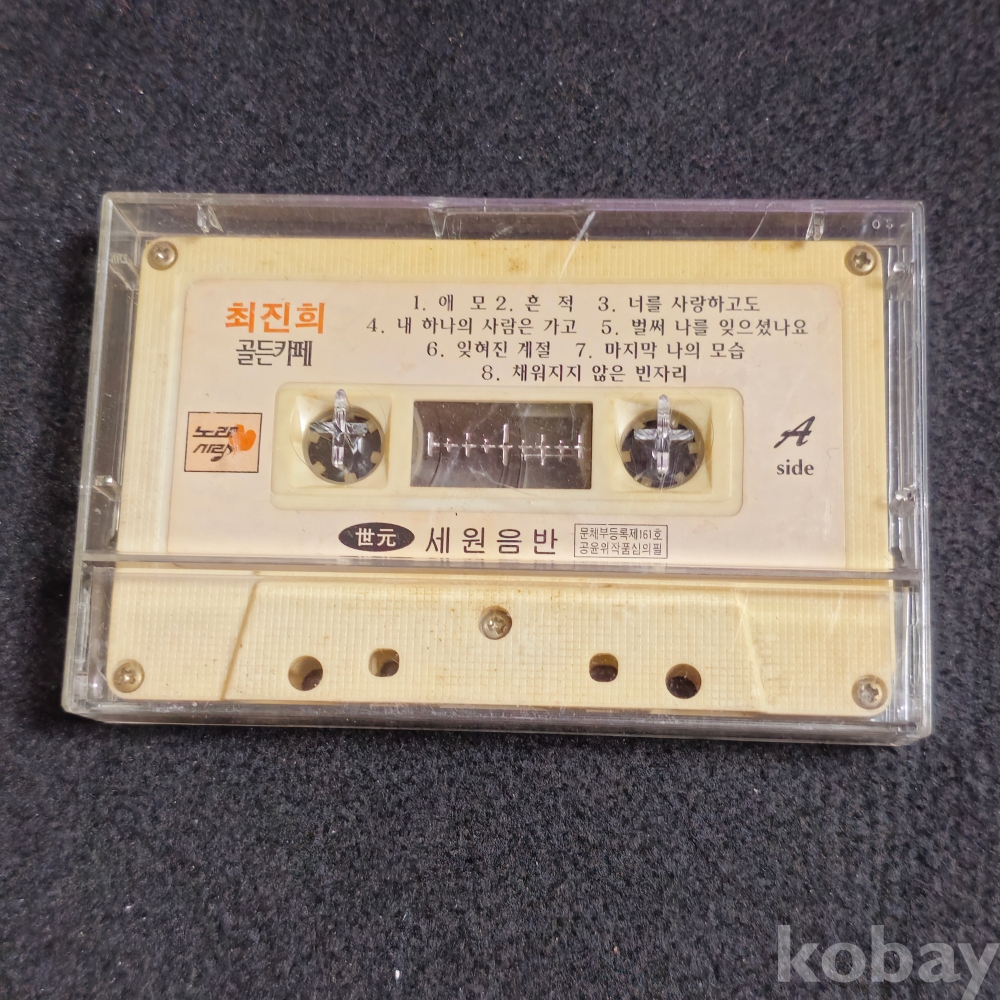 최진희
골든카페
1. 애 모 2. 흔 적 3. 너를 사랑하고도
4. 내 하나의 사람은 가고 5. 벌써 나를 잊으셨나요
6. 잊혀진 계절 7. 마지막 나의 모습
8. 채워지지 않은 빈자리
노래
사랑
A
side
世元 세원음반
문체부등록제161호
공윤위작품심의필
kobay